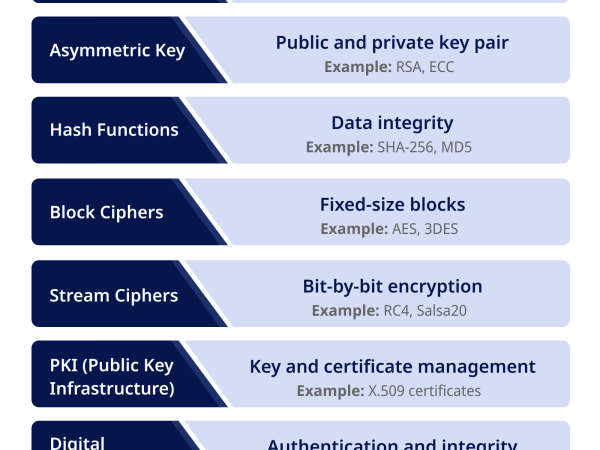 Asymmetric Key
Public and private key pair
Example: RSA, ECC
Hash Functions
Data integrity
Example: SHA-256, MD5
Block Ciphers
Fixed-size blocks
Example: AES, 3DES
Stream Ciphers
Bit-by-bit encryption
Example: RC4, Salsa20
PKI (Public Key
Infrastructure)
Key and certificate management
Example: X.509 certificates
Digital
Authentication and integrity